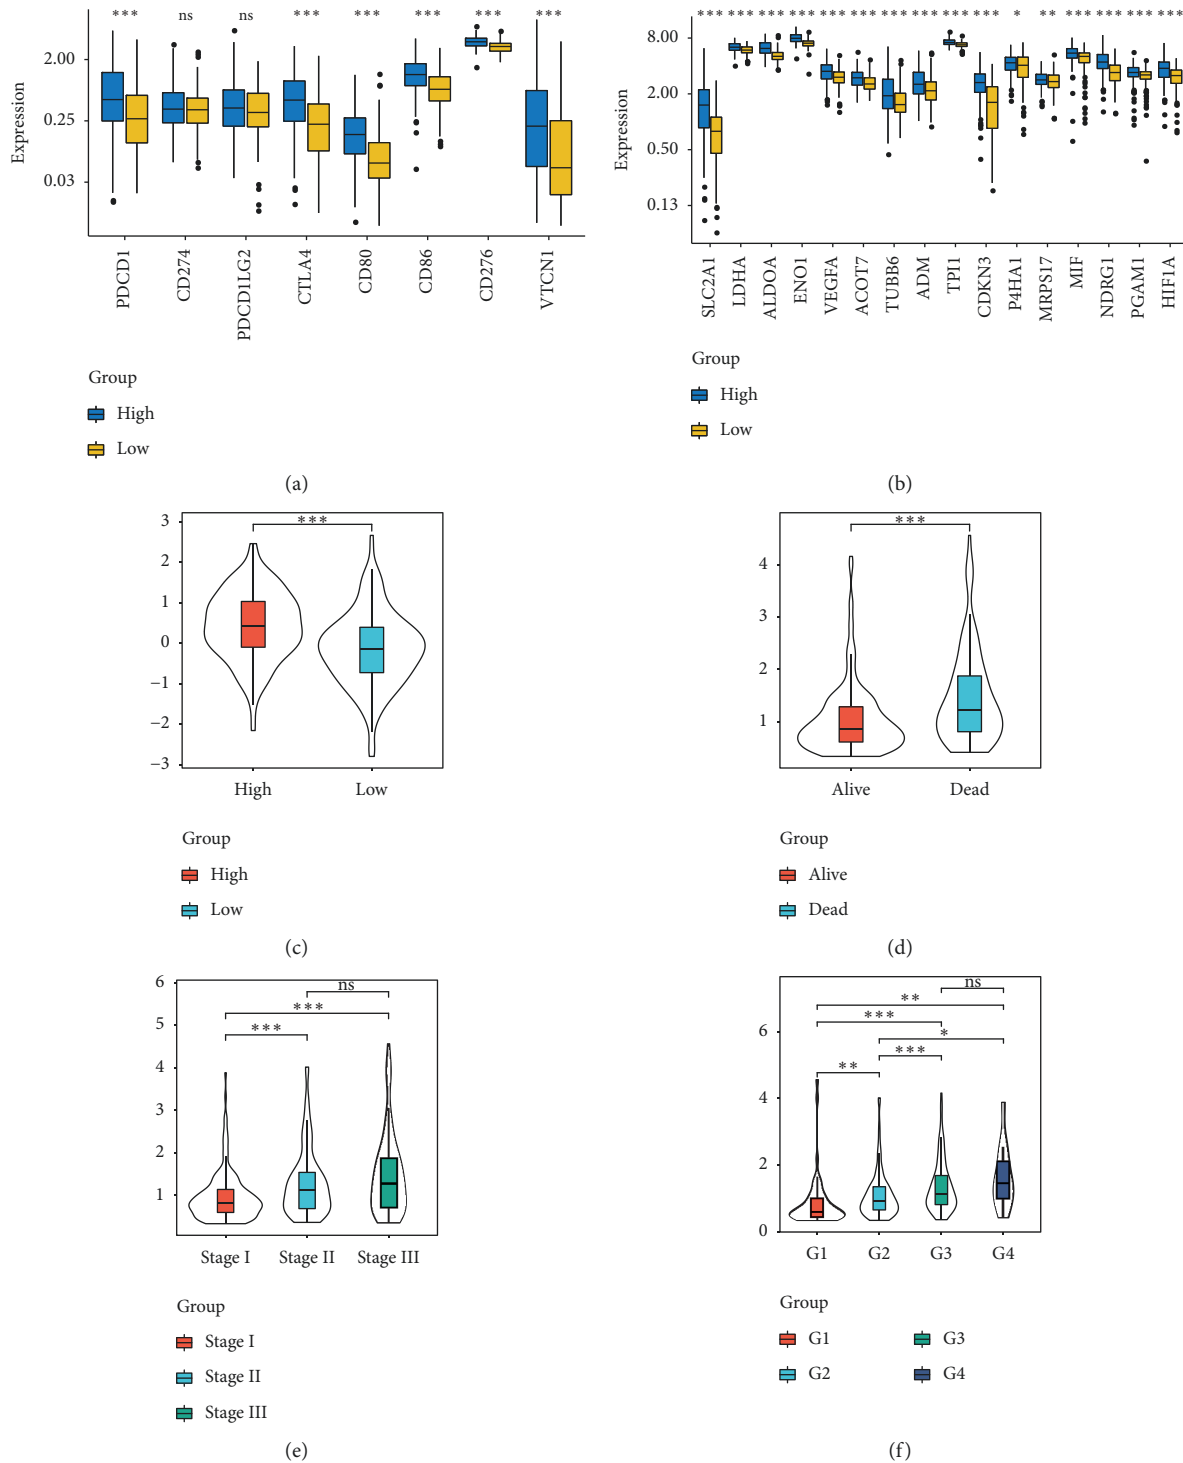 *** ns ns *** *** *** *** ***
Expression
2.00
0.25
0.03
PDCD1 CD274 PDCD1LG2 CTLA4 CD80 CD86 CD276 VTCN1
Group
High
Low
(a)
*** *** *** *** *** *** *** *** *** *** * ** *** *** *** ***
Expression
8.00
2.00
0.50
0.13
SLC2A1 LDHA ALDOA ENO1 VEGFA ACOT7 TUBB6 ADM TPI1 CDKN3 P4HA1 MRPS17 MIF NDRG1 PGAM1 HIF1A
Group
High
Low
(b)
***
3
2
1
0
−1
−2
−3
High Low
Group
High
Low
(c)
***
4
3
2
1
Alive Dead
Group
Alive
Dead
(d)
ns
***
***
6
5
4
3
2
1
Stage I Stage II Stage III
Group
Stage I
Stage II
Stage III
(e)
ns
**
***
*
***
**
6
4
2
0
G1 G2 G3 G4
Group
G1 G3
G2 G4
(f)